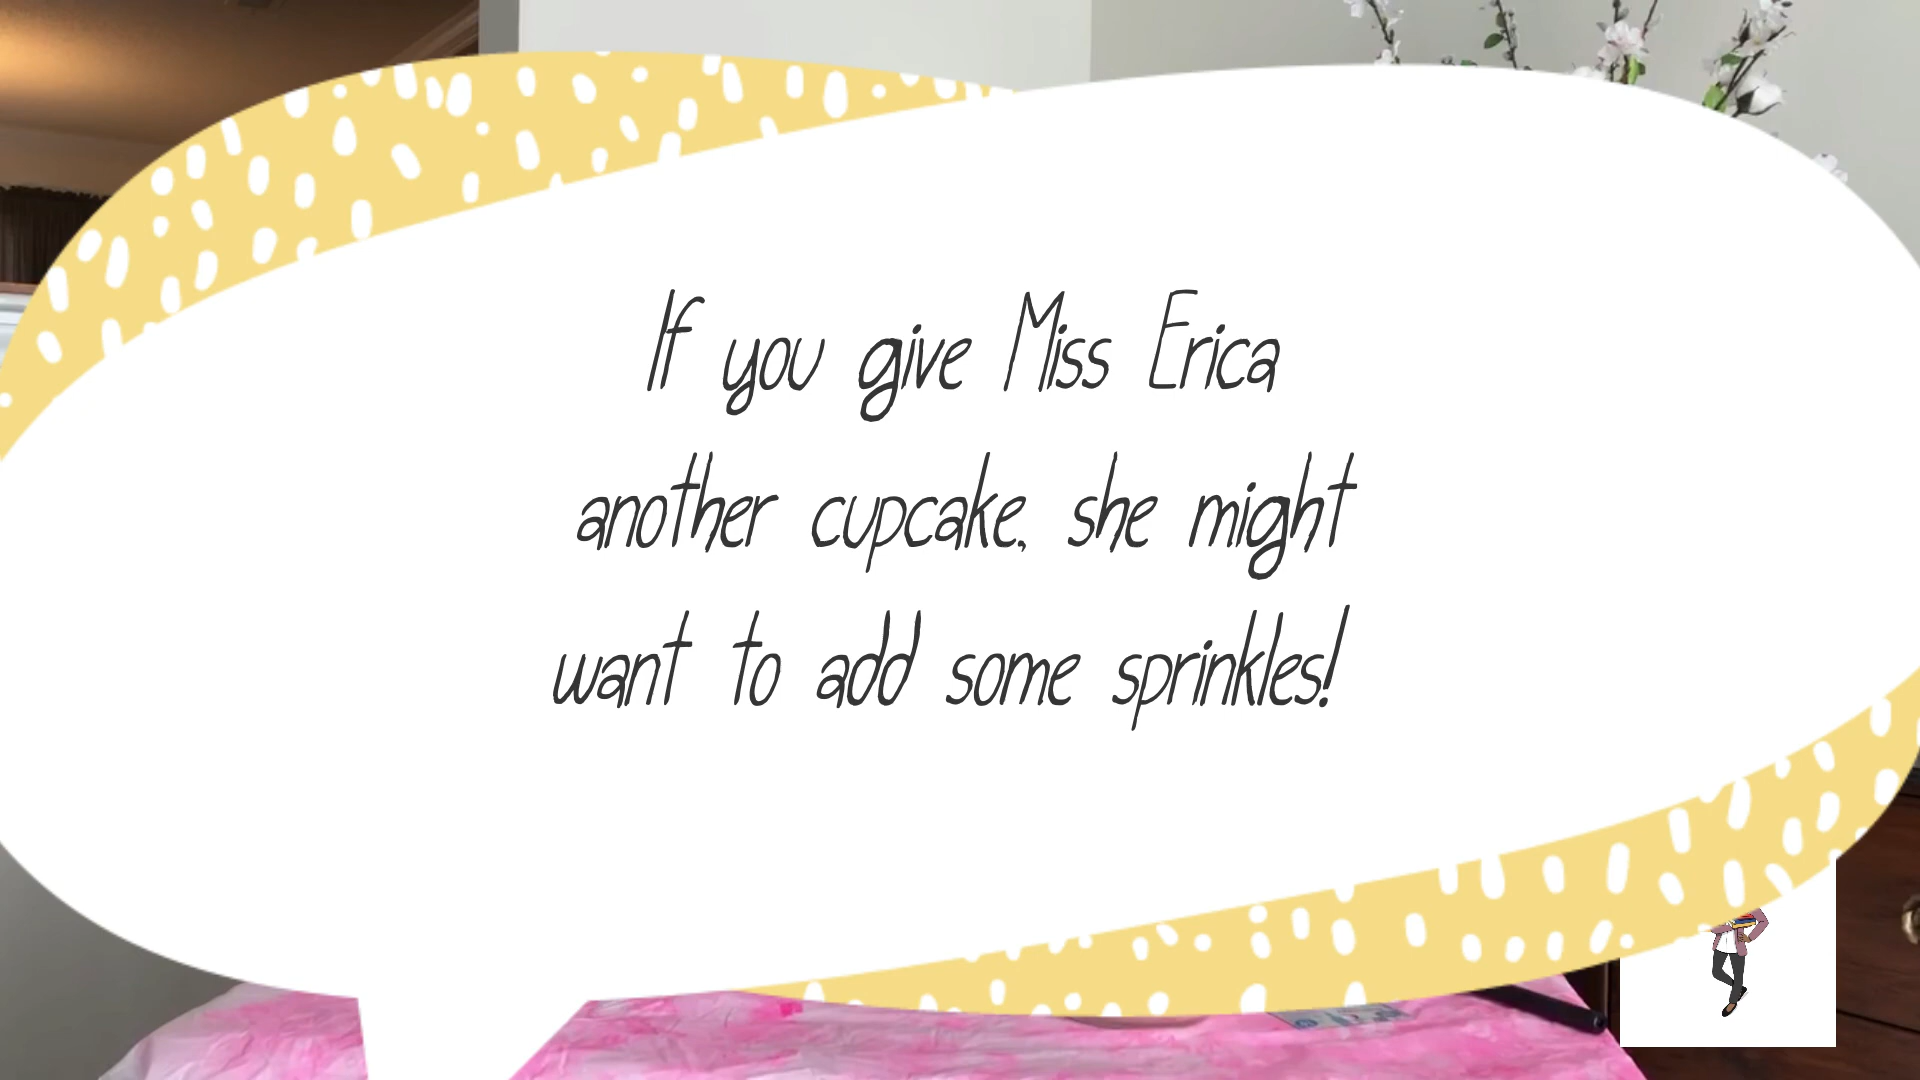 If you give Miss Erica
another cupcake, she might
want to add some sprinkles!